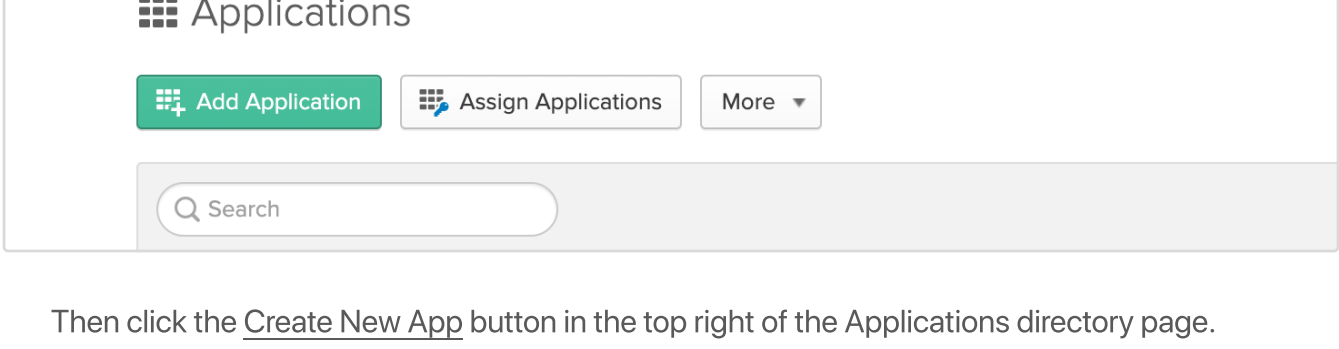 Applications
Add Application Assign Applications More
Search
Then click the Create New App button in the top right of the Applications directory page.